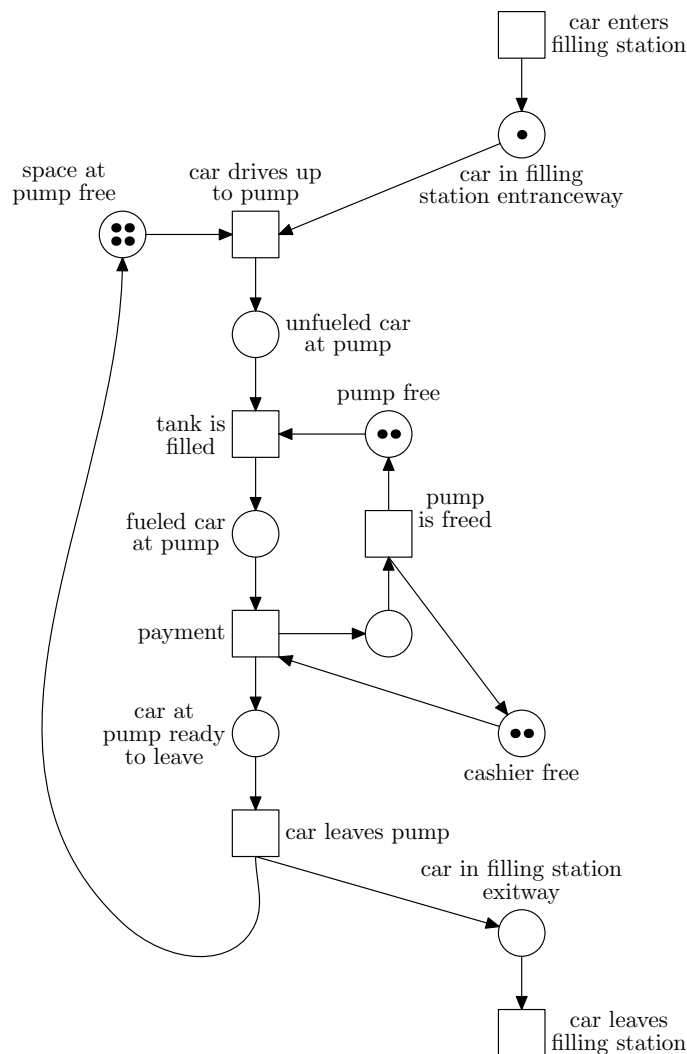 car enters
filling station
car in filling
station entranceway
space at
pump free
car drives up
to pump
unfueled car
at pump
pump free
tank is
filled
pump
is freed
fueled car
at pump
payment
car at
pump ready
to leave
cashier free
car leaves pump
car in filling station
exitway
car leaves
filling station